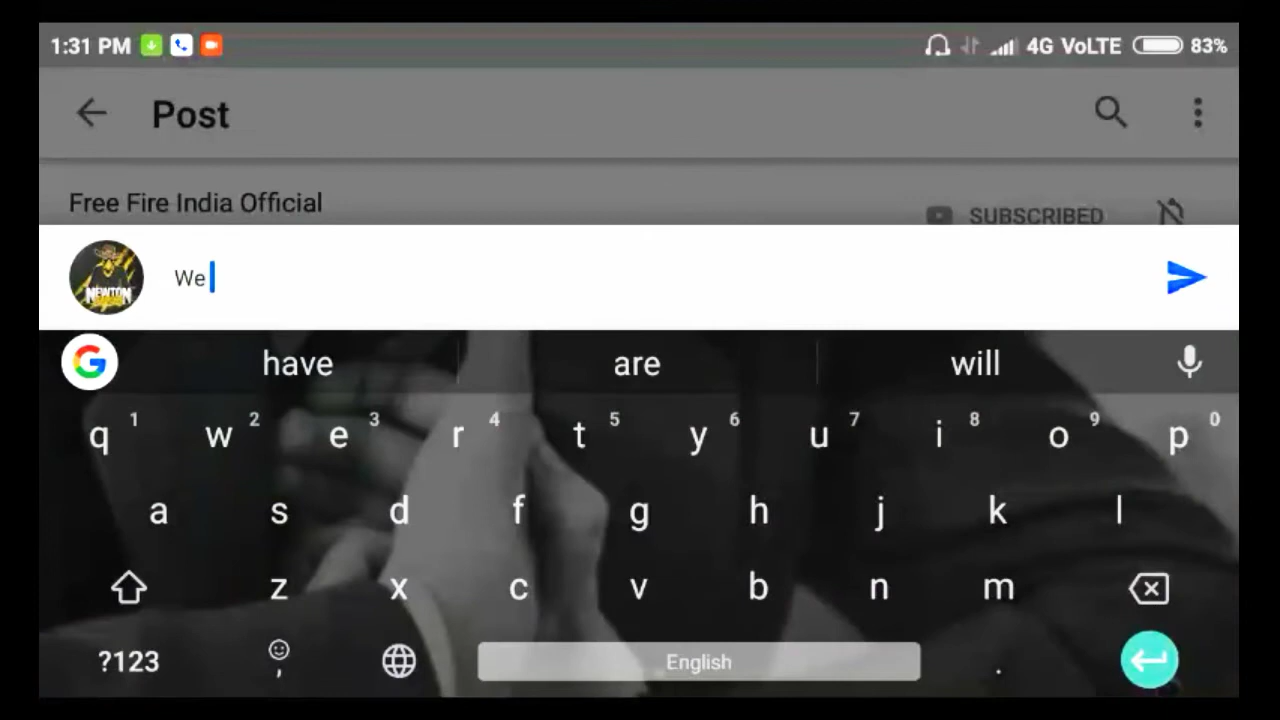 1:31 PM 4G VoLTE 83%
Post
Free Fire India Official
SUBSCRIBED
NEWTON
We
G have are will
q 1 w 2 e 3 r 4 t 5 y 6 u 7 i 8 o 9 p 0
a s d f g h j k l
z x c v b n m
?123 , English .